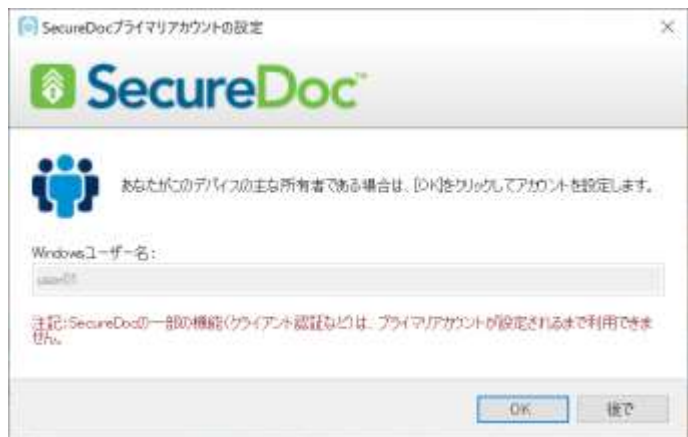 SecureDocプライマリアカウントの設定
SecureDoc™
あなたがこのデバイスの主な所有者である場合は、[OK]をクリックしてアカウントを設定します。
Windowsユーザー名:
user01
注記:SecureDocの一部の機能(クライアント認証など)は、プライマリアカウントが設定されるまで利用できま
せん。
OK
後で